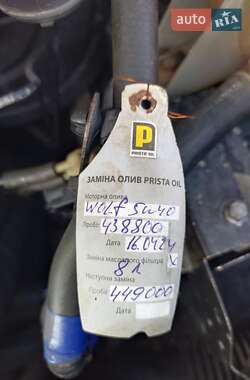 AUTO RIA
P
PRISTA OIL
ЗАМІНА ОЛИВ PRISTA OIL
Моторна олива
WOLF 5W40
Пробіг 438800
Дата 16.04.24
Заміна масляного фільтра V
8 л
Наступна заміна
Пробіг 449000
Дата